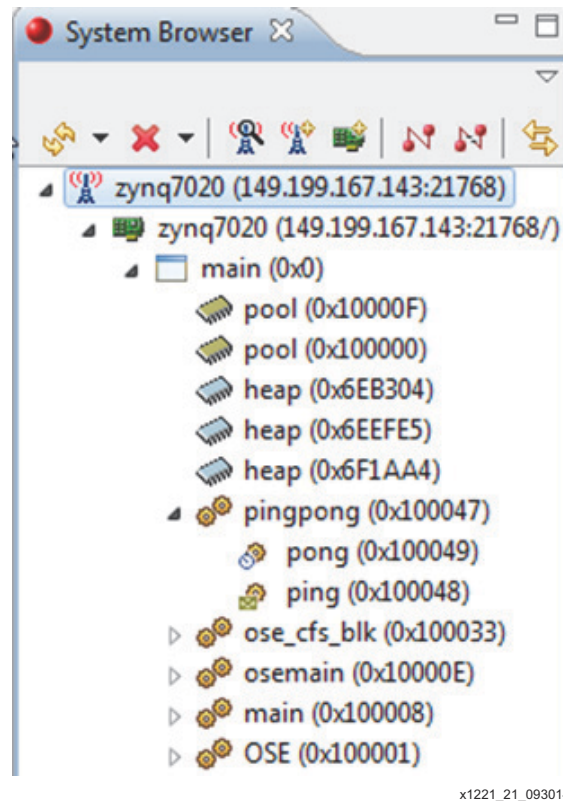 System Browser
zynq7020 (149.199.167.143:21768)
zynq7020 (149.199.167.143:21768/)
main (0x0)
pool (0x10000F)
pool (0x100000)
heap (0x6EB304)
heap (0x6EEFE5)
heap (0x6F1AA4)
pingpong (0x100047)
pong (0x100049)
ping (0x100048)
ose_cfs_blk (0x100033)
osemain (0x10000E)
main (0x100008)
OSE (0x100001)
x1221_21_09301